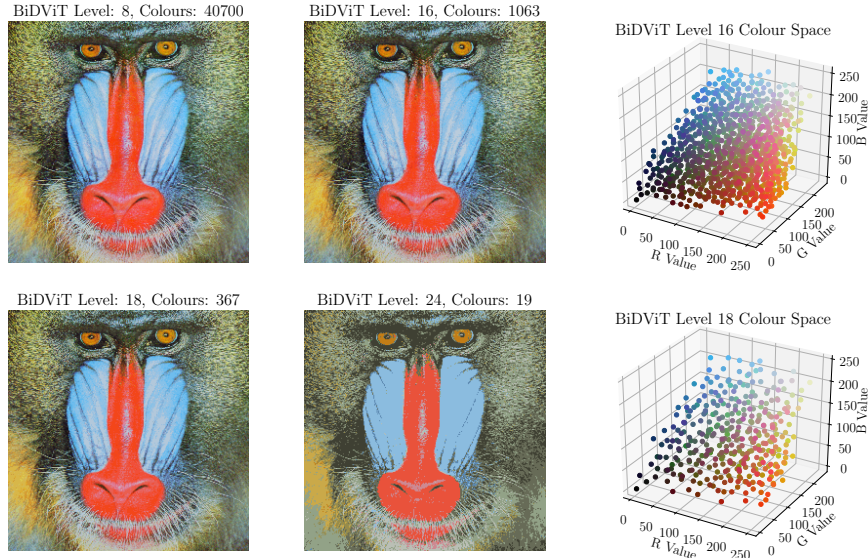 BiDViT Level: 8, Colours: 40700
BiDViT Level: 16, Colours: 1063
BiDViT Level 16 Colour Space
250
200
150
100
50
0
B Value
0
50
100
150
200
250
R Value
0
50
100
150
200
G Value
BiDViT Level: 18, Colours: 367
BiDViT Level: 24, Colours: 19
BiDViT Level 18 Colour Space
250
200
150
100
50
0
B Value
0
50
100
150
200
250
R Value
0
50
100
150
200
G Value